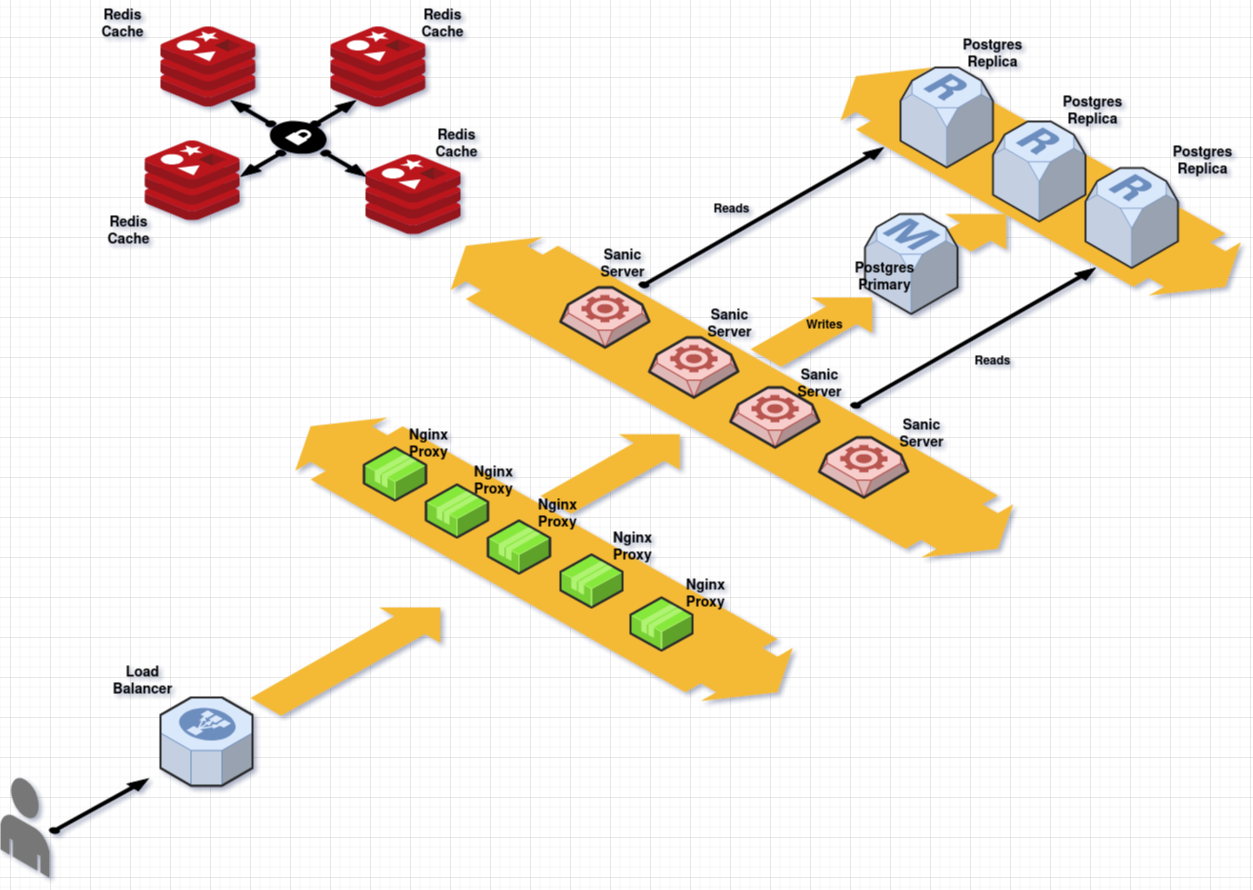 Redis
Cache
Redis
Cache
Redis
Cache
Redis
Cache
Postgres
Replica
Postgres
Replica
Postgres
Replica
R
R
R
Reads
M
Postgres
Primary
Sanic
Server
Sanic
Server
Writes
Reads
Sanic
Server
Sanic
Server
Nginx
Proxy
Nginx
Proxy
Nginx
Proxy
Nginx
Proxy
Nginx
Proxy
Load
Balancer